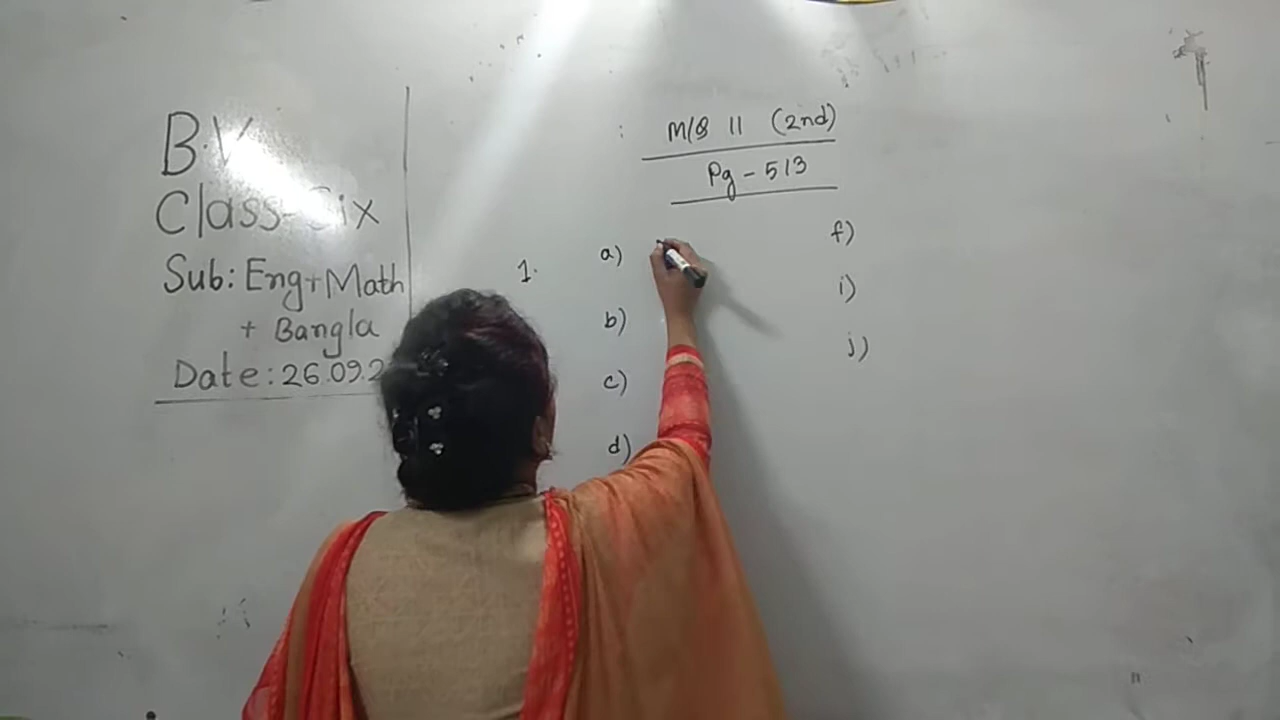 B.V
Class-Six
Sub: Eng+Math
+ Bangla
Date: 26.09.2
M/Q 11 (2nd)
Pg - 513
1.
a)
b)
c)
d)
f)
i)
j)